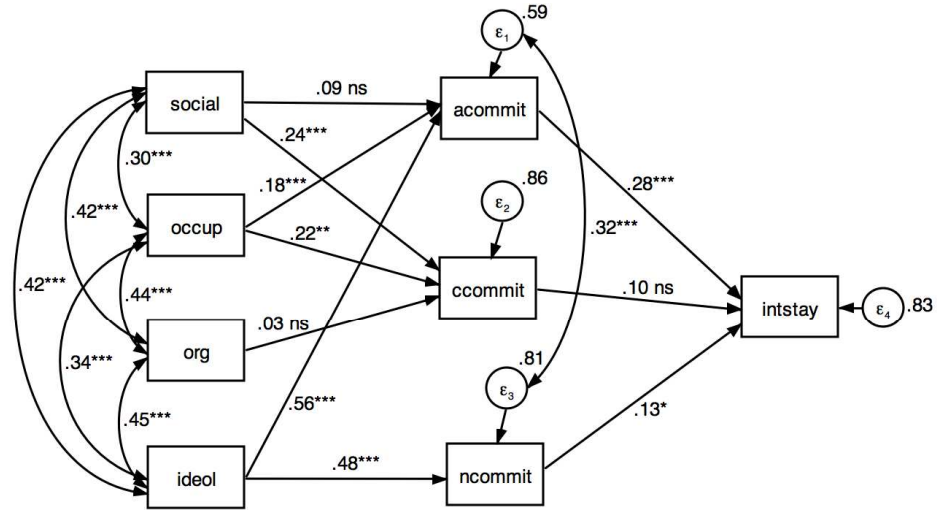 .59
ε1
social
.09 ns
acommit
.24***
.30***
.18***
.86
.28***
ε2
.42***
occup
.22**
.32***
.42***
.44***
ccommit
.10 ns
intstay
ε4
.83
.03 ns
org
.34***
.81
ε3
.45***
.56***
.13*
ideol
.48***
ncommit